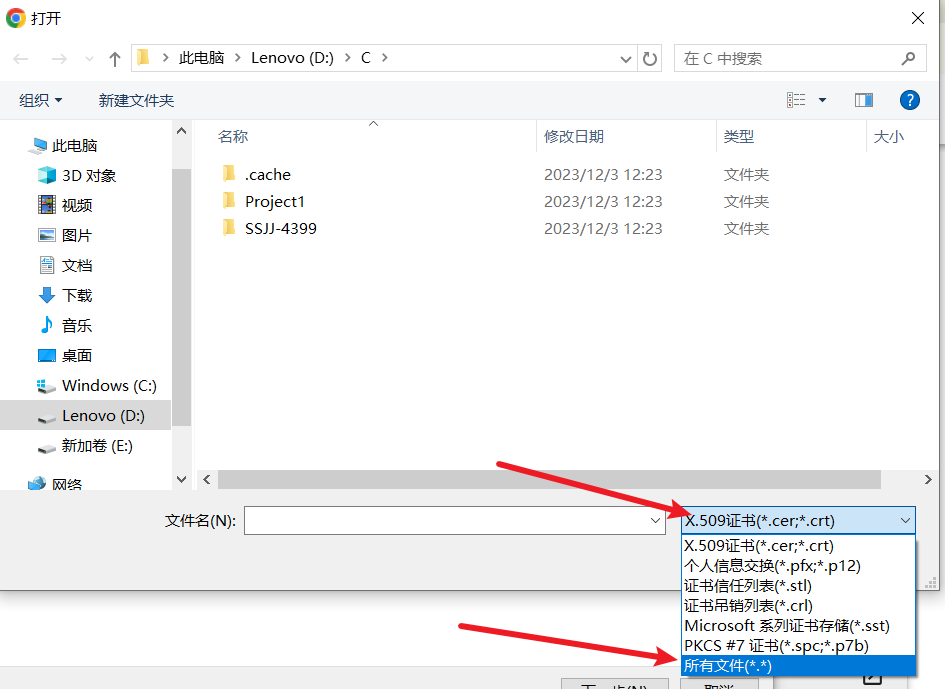 打开
此电脑 Lenovo (D:) C 在 C 中搜索
组织 新建文件夹
名称 修改日期 类型 大小
此电脑
3D 对象
视频
图片
文档
下载
音乐
桌面
Windows (C:)
Lenovo (D:)
新加卷 (E:)
网络
.cache 2023/12/3 12:23 文件夹
Project1 2023/12/3 12:23 文件夹
SSJJ-4399 2023/12/3 12:23 文件夹
文件名(N): X.509证书(*.cer;*.crt)
X.509证书(*.cer;*.crt)
个人信息交换(*.pfx;*.p12)
证书信任列表(*.stl)
证书吊销列表(*.crl)
Microsoft 系列证书存储(*.sst)
PKCS #7 证书(*.spc;*.p7b)
所有文件(*.*)
下一步(N) 取消